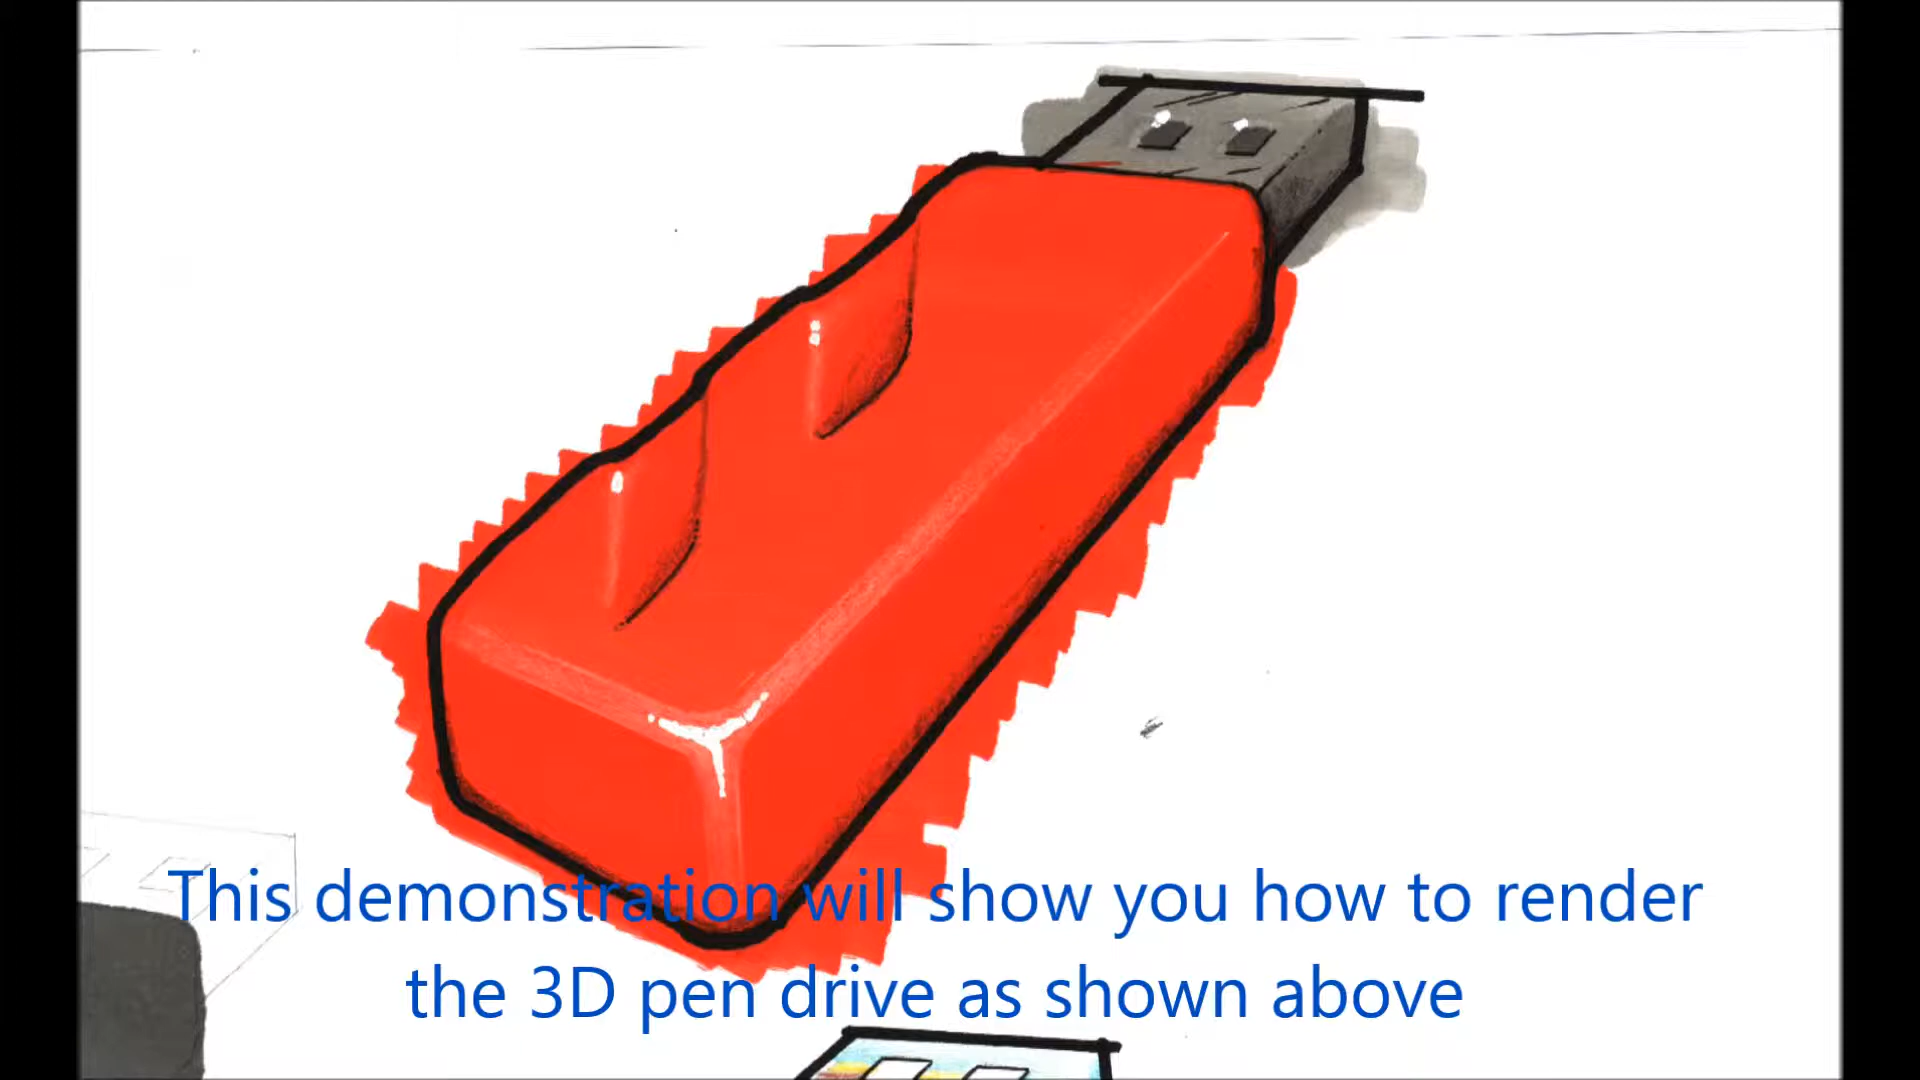 This demonstration will show you how to render
the 3D pen drive as shown above